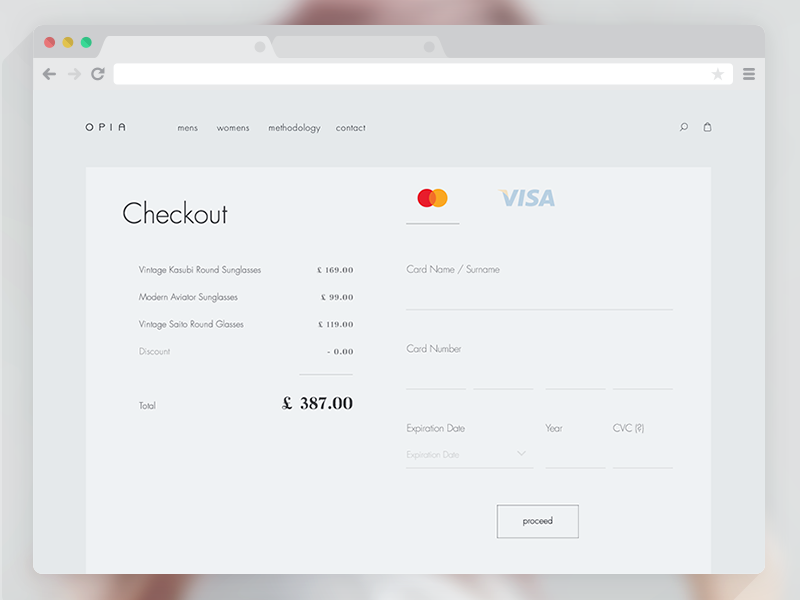 OPIA mens womens methodology contact
VISA
Checkout
Vintage Kasubi Round Sunglasses £ 169.00
Modern Aviator Sunglasses £ 99.00
Vintage Saito Round Glasses £ 119.00
Discount - 0.00
Total £ 387.00
Card Name / Surname
Card Number
Expiration Date Year CVC (?)
Expiration Date
proceed